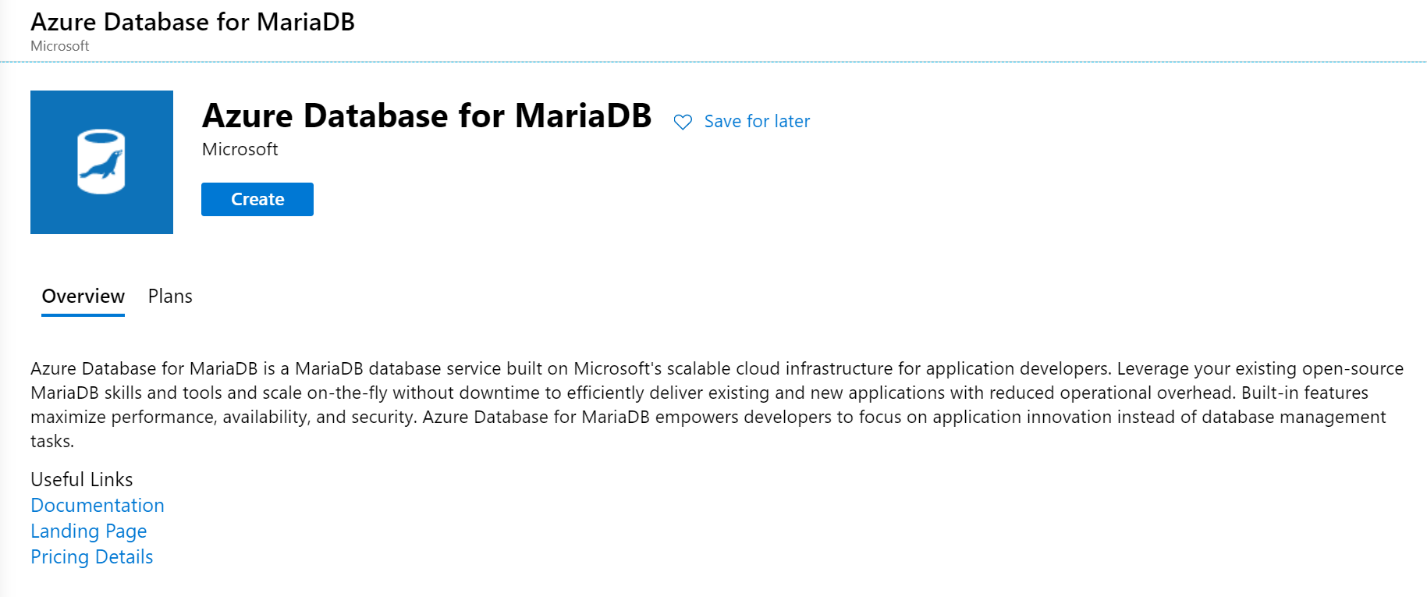 Azure Database for MariaDB
Microsoft
Azure Database for MariaDB
Save for later
Microsoft
Create
Overview Plans
Azure Database for MariaDB is a MariaDB database service built on Microsoft's scalable cloud infrastructure for application developers. Leverage your existing open-source
MariaDB skills and tools and scale on-the-fly without downtime to efficiently deliver existing and new applications with reduced operational overhead. Built-in features
maximize performance, availability, and security. Azure Database for MariaDB empowers developers to focus on application innovation instead of database management
tasks.
Useful Links
Documentation
Landing Page
Pricing Details